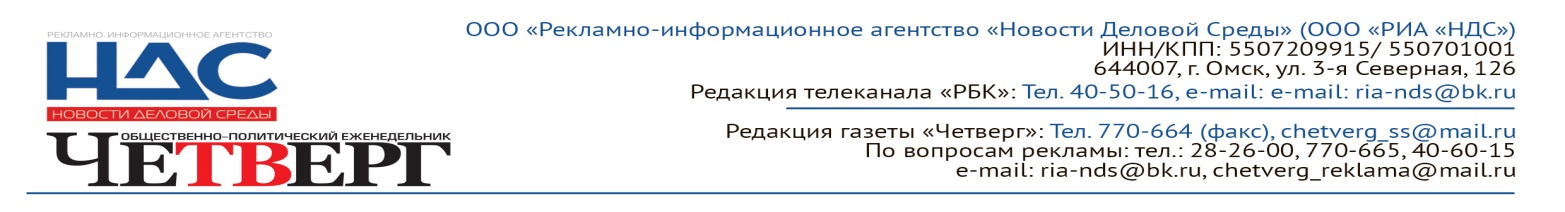 РЕКЛАМНО-ИНФОРМАЦИОННОЕ АГЕНТСТВО
НДС
НОВОСТИ ДЕЛОВОЙ СРЕДЫ
ОБЩЕСТВЕННО-ПОЛИТИЧЕСКИЙ ЕЖЕНЕДЕЛЬНИК
ЧЕТВЕРГ
ООО «Рекламно-информационное агентство «Новости Деловой Среды» (ООО «РИА «НДС»)
ИНН/КПП: 5507209915/ 550701001
644007, г. Омск, ул. 3-я Северная, 126
Редакция телеканала «РБК»: Тел. 40-50-16, e-mail: e-mail: ria-nds@bk.ru
Редакция газеты «Четверг»: Тел. 770-664 (факс), chetverg_ss@mail.ru
По вопросам рекламы: тел.: 28-26-00, 770-665, 40-60-15
e-mail: ria-nds@bk.ru, chetverg_reklama@mail.ru